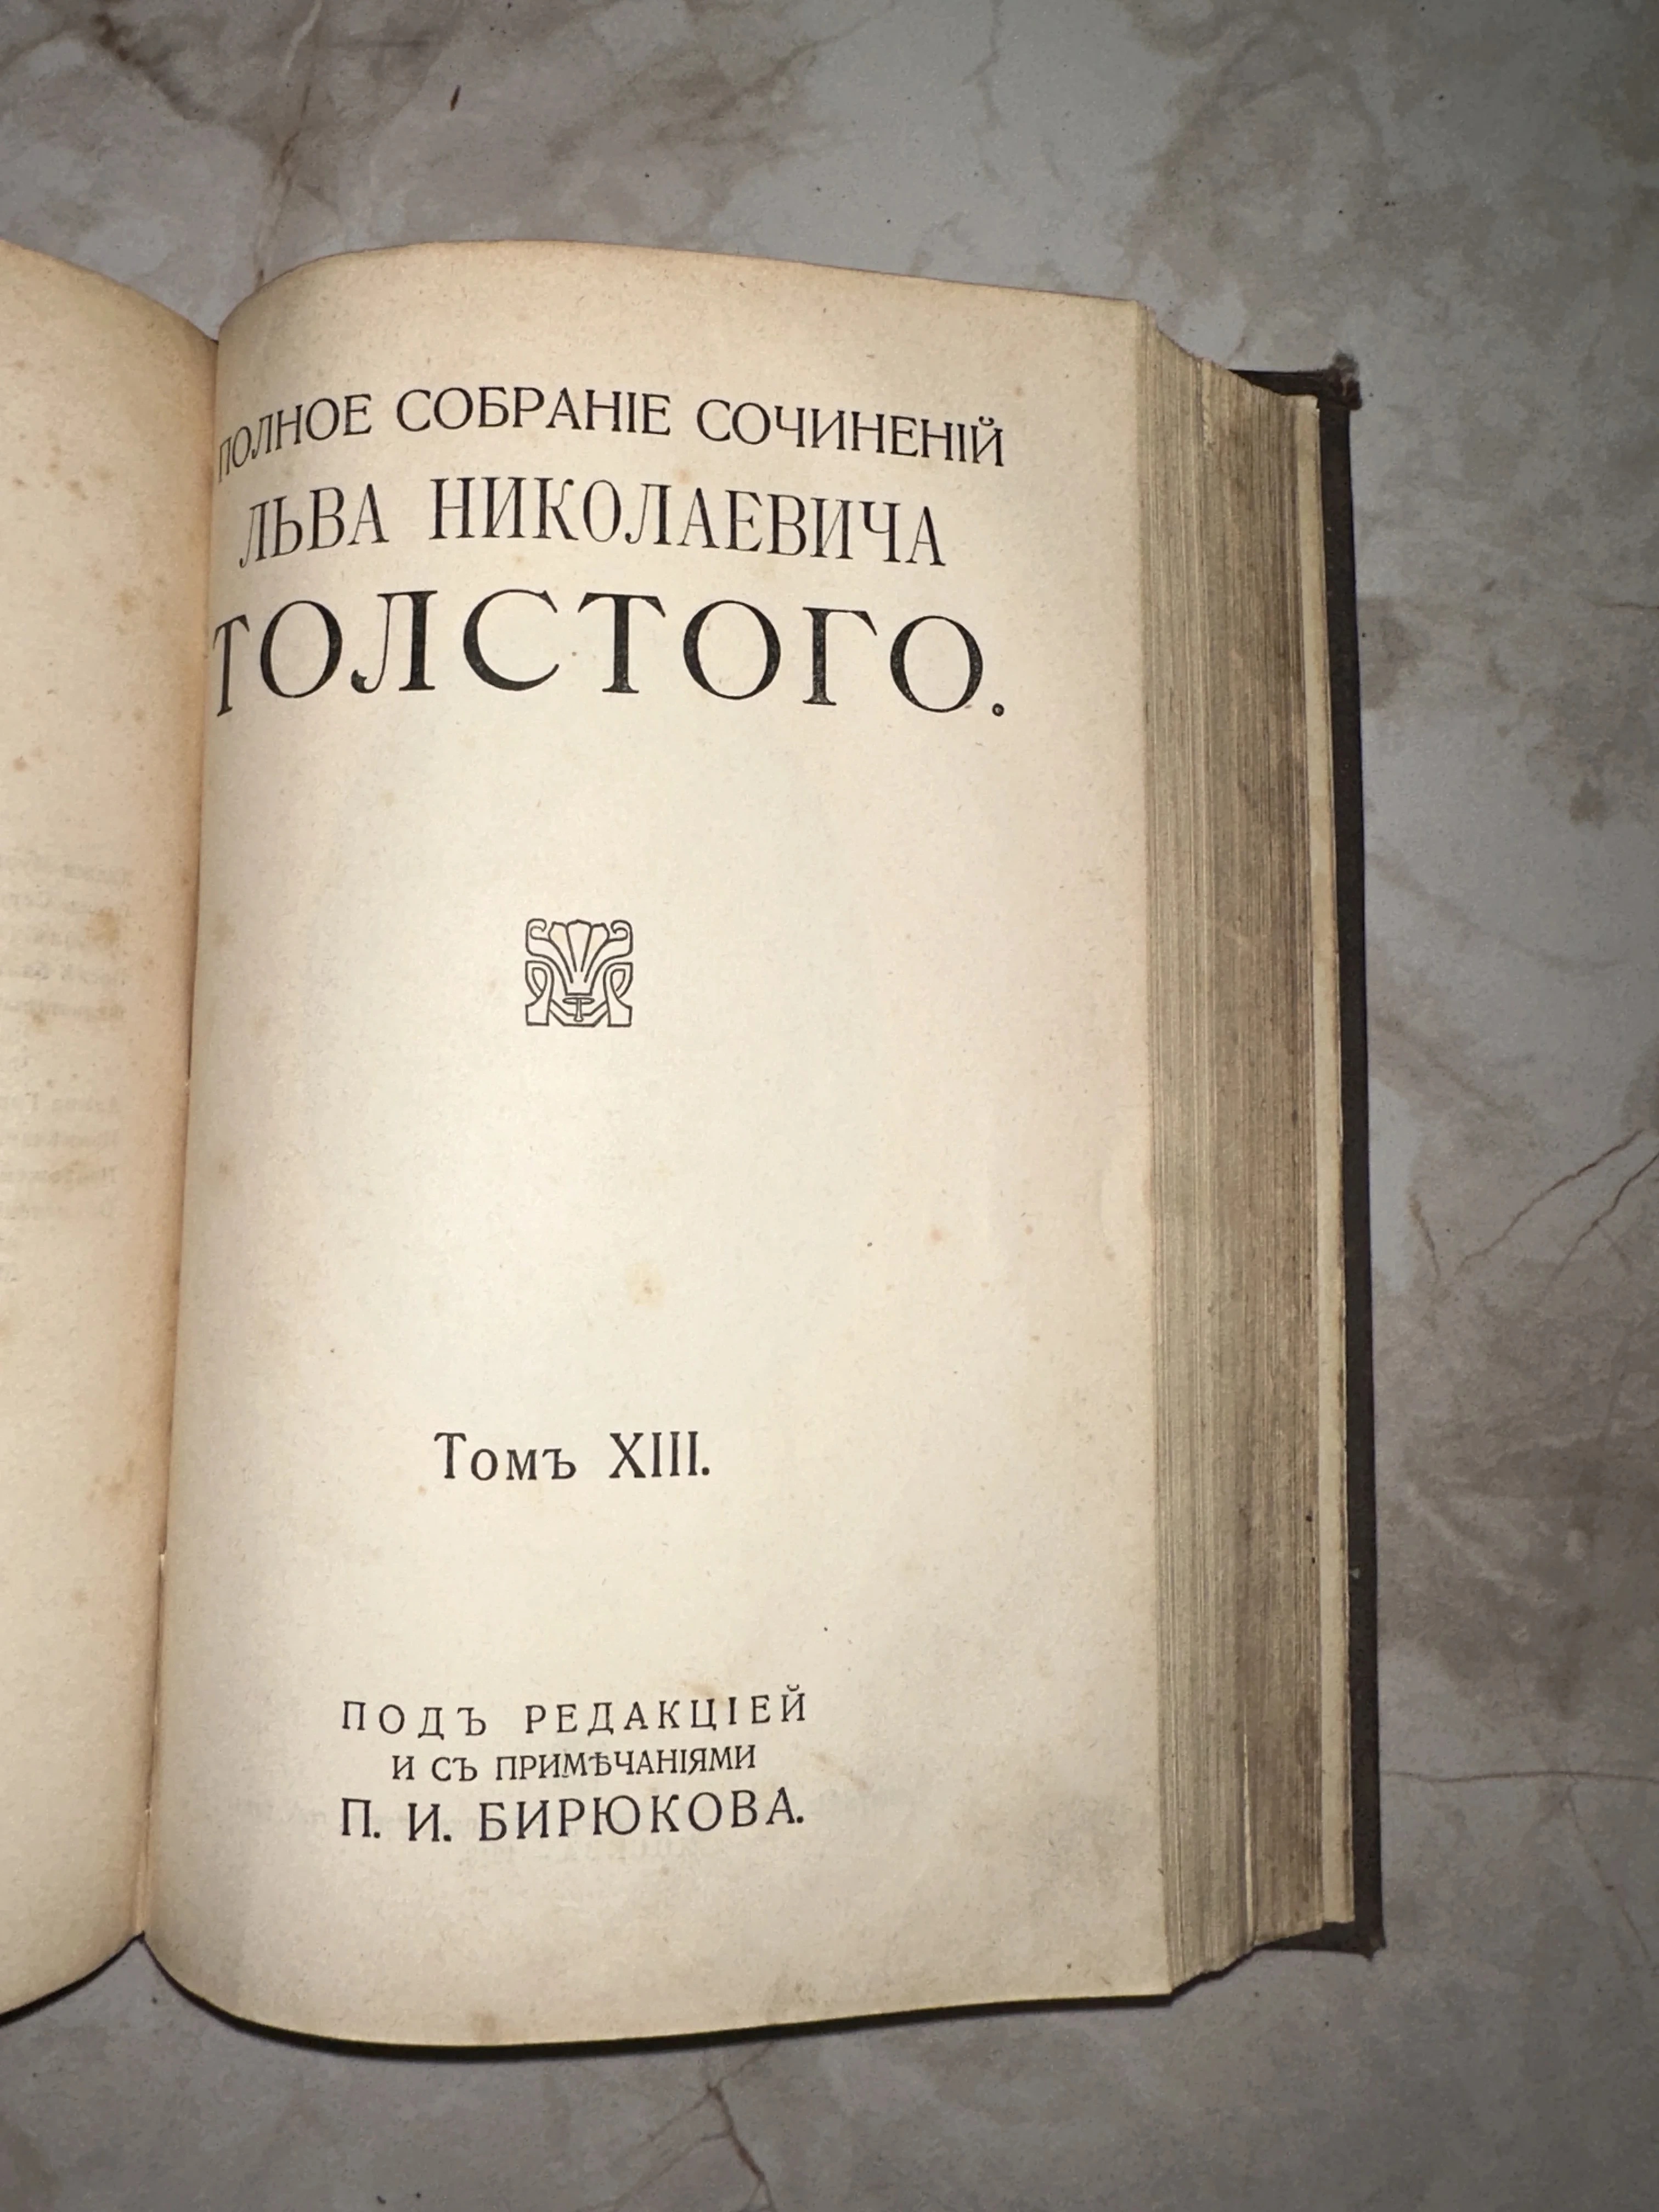 ПОЛНОЕ СОБРАНІЕ СОЧИНЕНІЙ
ЛЬВА НИКОЛАЕВИЧА
ТОЛСТОГО.
Томъ XIII.
ПОДЪ РЕДАКЦІЕЙ
И СЪ ПРИМѢЧАНІЯМИ
П. И. БИРЮКОВА.